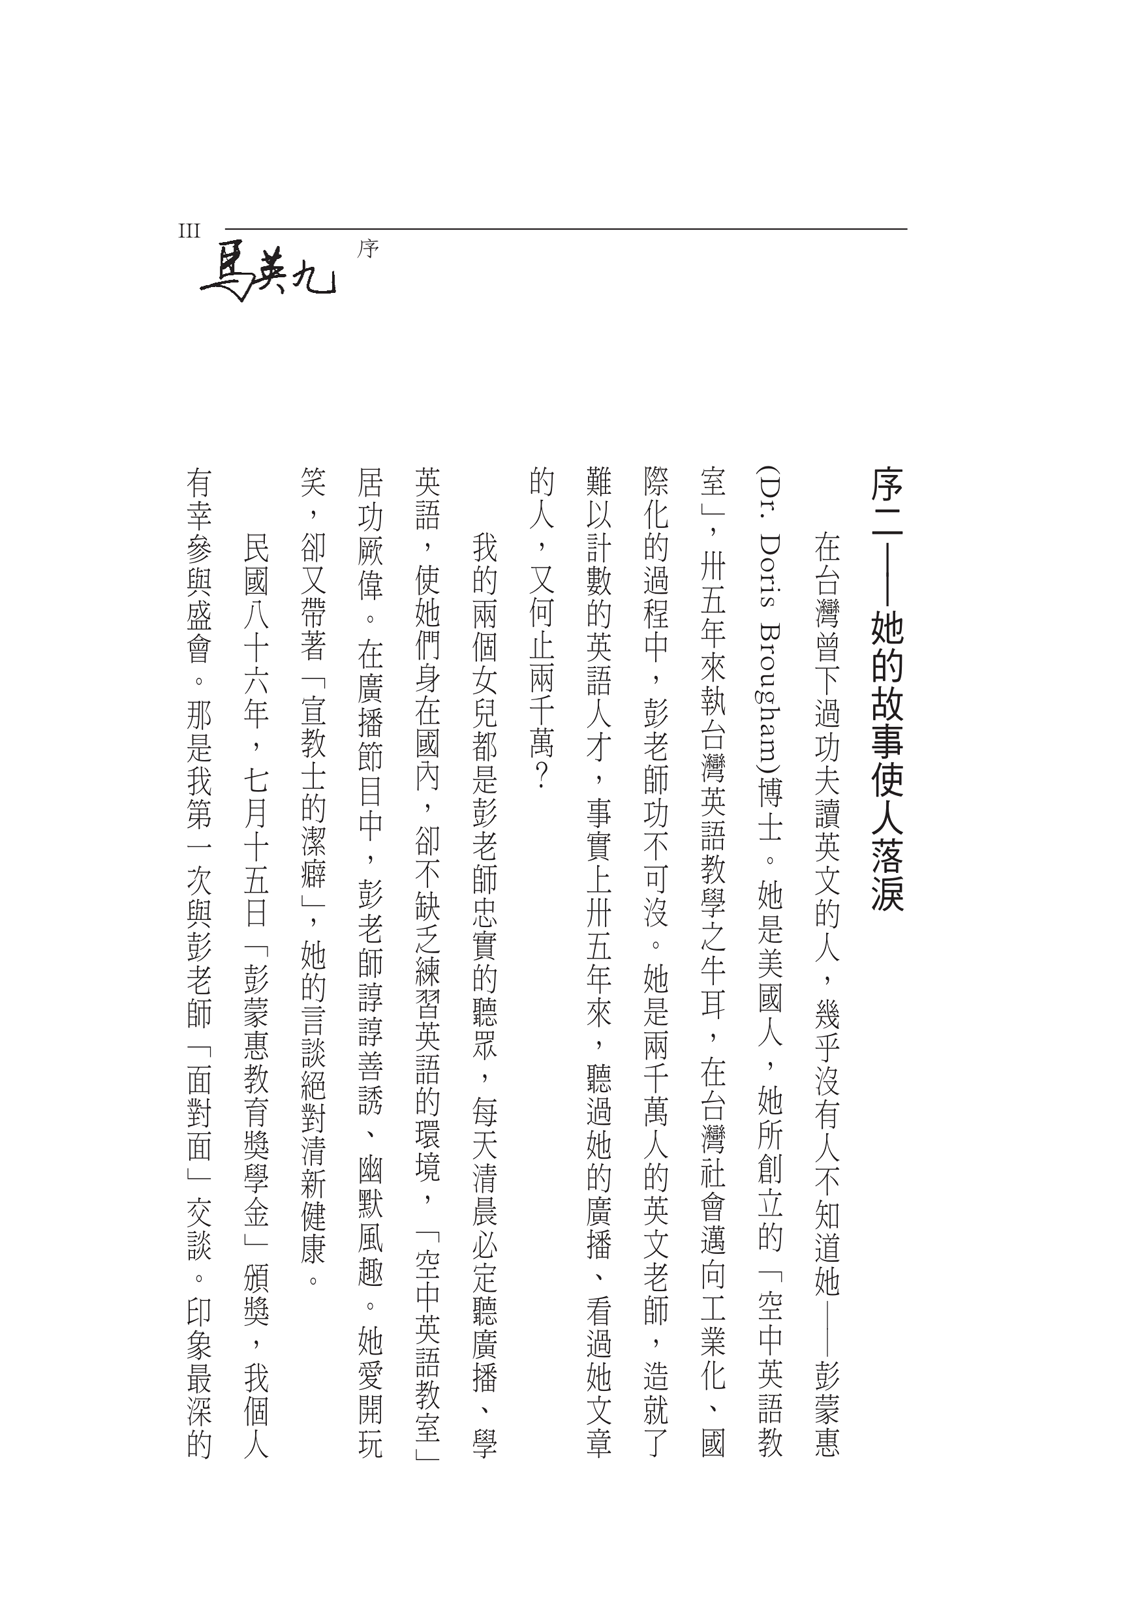 III
序
馬英九
序二——她的故事使人落淚
在台灣曾下過功夫讀英文的人，幾乎沒有人不知道她——彭蒙惠
(Dr. Doris Brougham)博士。她是美國人，她所創立的「空中英語教
室」，卅五年來執台灣英語教學之牛耳，在台灣社會邁向工業化、國
際化的過程中，彭老師功不可沒。她是兩千萬人的英文老師，造就了
難以計數的英語人才，事實上卅五年來，聽過她的廣播、看過她文章
的人，又何止兩千萬？
我的兩個女兒都是彭老師忠實的聽眾，每天清晨必定聽廣播、學
英語，使她們身在國內，卻不缺乏練習英語的環境，「空中英語教室」
居功厥偉。在廣播節目中，彭老師諄諄善誘、幽默風趣。她愛開玩
笑，卻又帶著「宣教士的潔癖」，她的言談絕對清新健康。
民國八十六年，七月十五日「彭蒙惠教育獎學金」頒獎，我個人
有幸參與盛會。那是我第一次與彭老師「面對面」交談。印象最深的